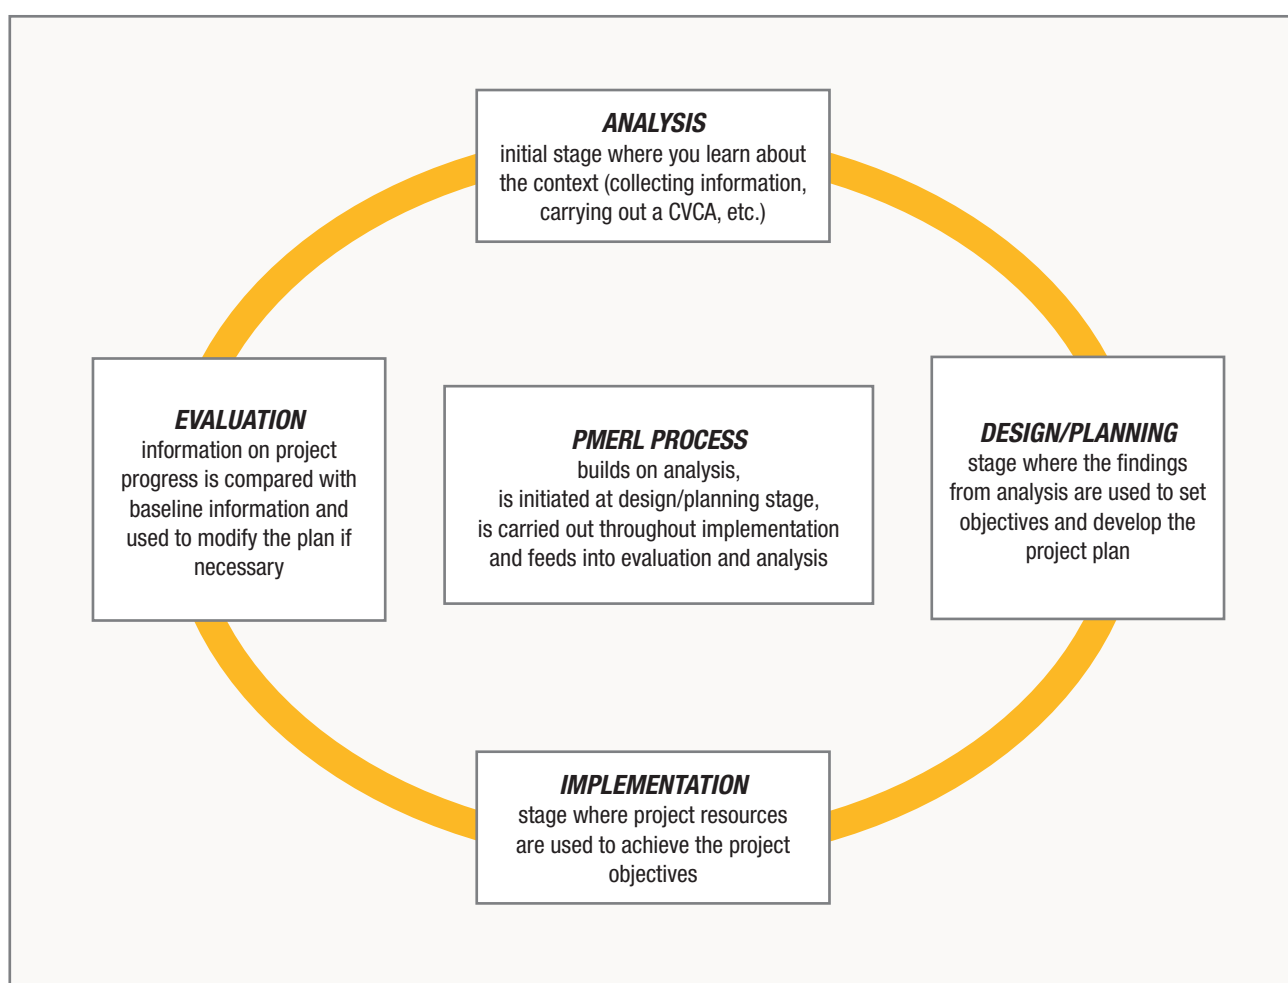 ANALYSIS
initial stage where you learn about
the context (collecting information,
carrying out a CVCA, etc.)
EVALUATION
information on project
progress is compared with
baseline information and
used to modify the plan if
necessary
PMERL PROCESS
builds on analysis,
is initiated at design/planning stage,
is carried out throughout implementation
and feeds into evaluation and analysis
DESIGN/PLANNING
stage where the findings
from analysis are used to set
objectives and develop the
project plan
IMPLEMENTATION
stage where project resources
are used to achieve the project
objectives